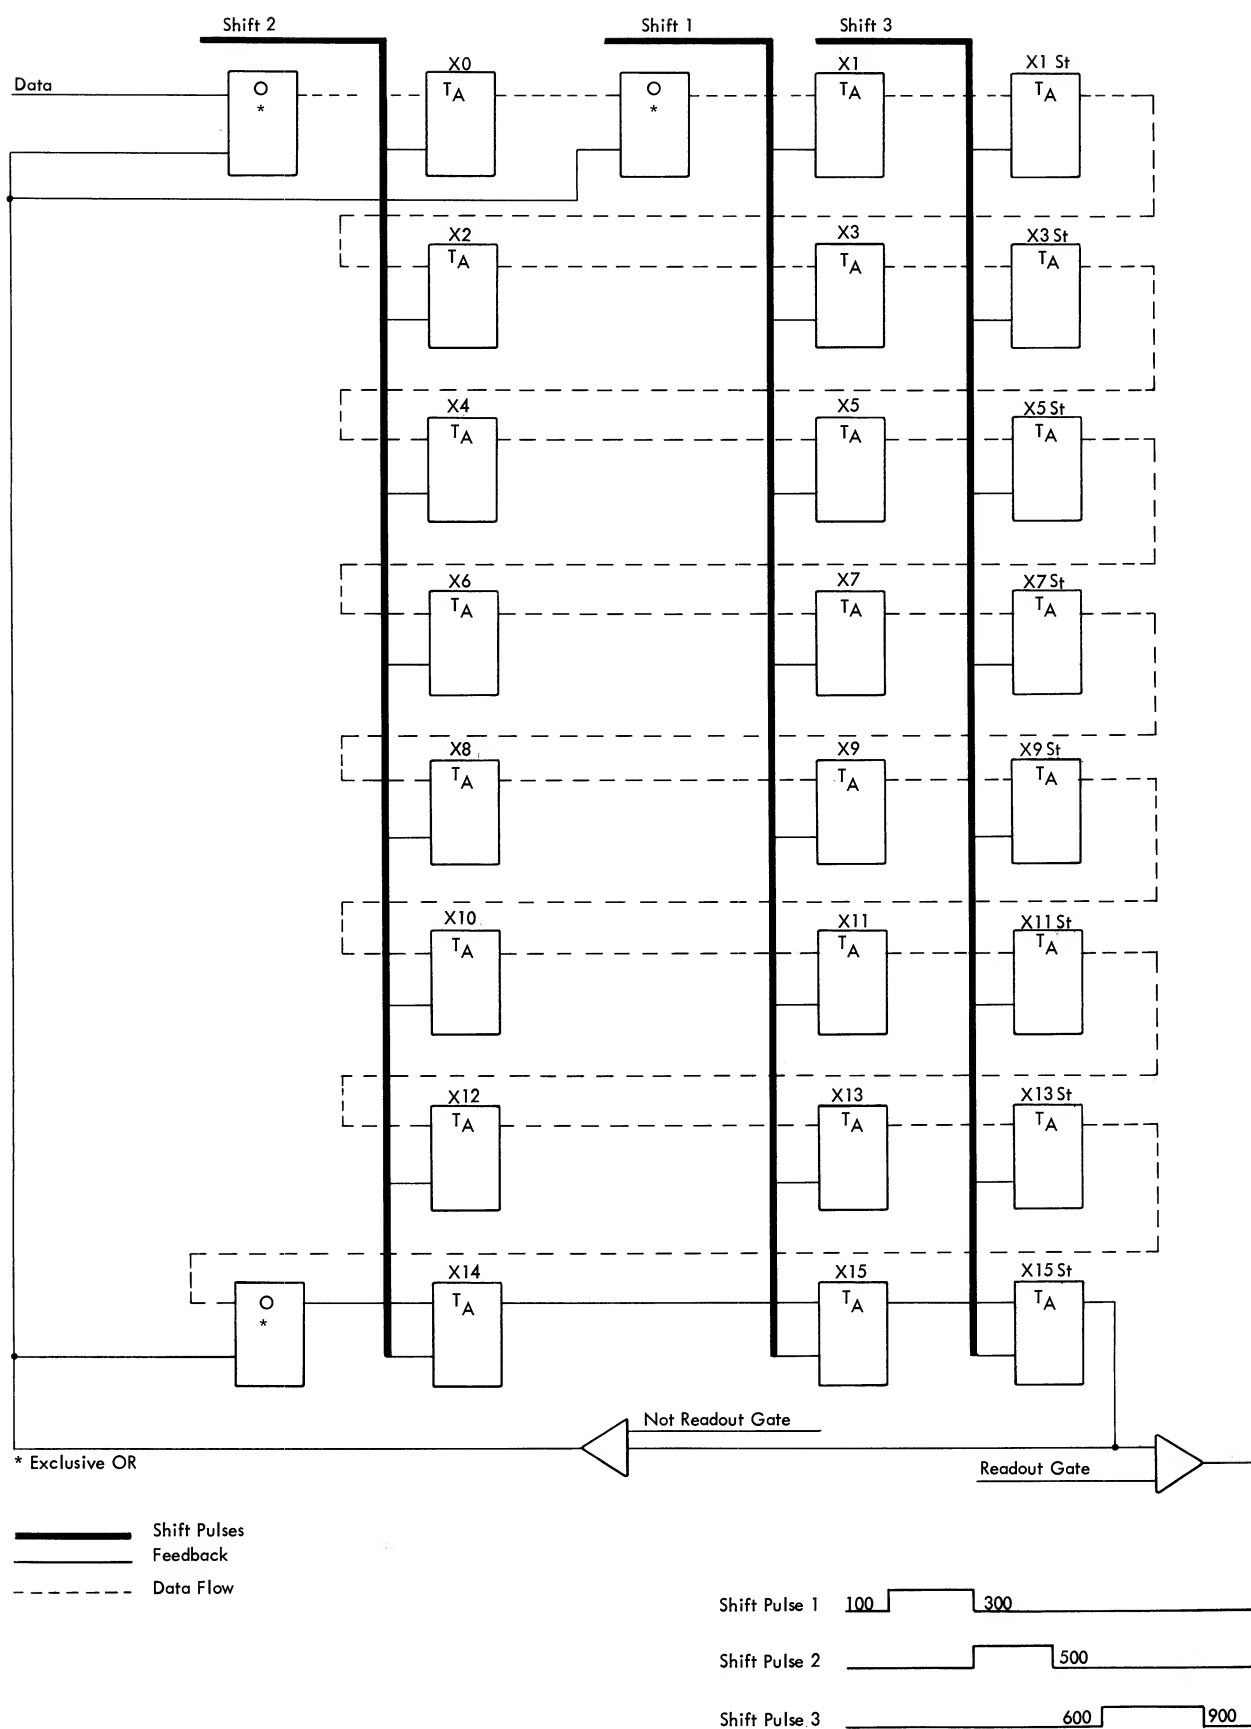 Shift 2 Shift 1 Shift 3
Data
O
*
X0
TA
O
*
X1
TA
X1 St
TA
X2
TA
X3
TA
X3 St
TA
X4
TA
X5
TA
X5 St
TA
X6
TA
X7
TA
X7 St
TA
X8
TA
X9
TA
X9 St
TA
X10
TA
X11
TA
X11 St
TA
X12
TA
X13
TA
X13 St
TA
O
*
X14
TA
X15
TA
X15 St
TA
Not Readout Gate
Readout Gate
* Exclusive OR
Shift Pulses
Feedback
Data Flow
Shift Pulse 1 100 300
Shift Pulse 2 500
Shift Pulse 3 600 900